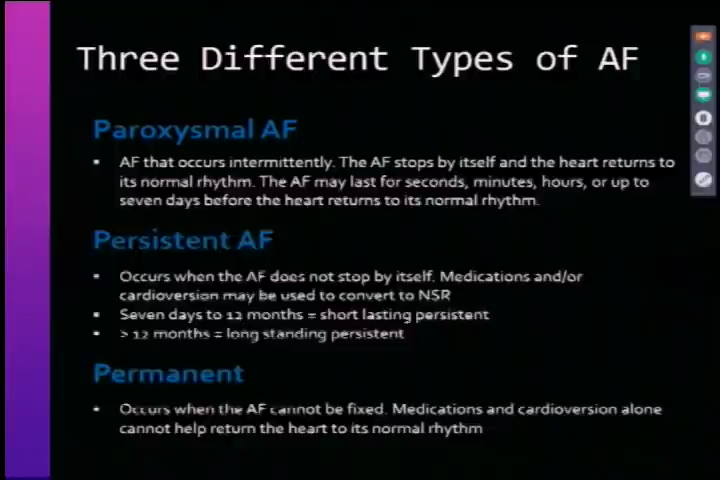 Three Different Types of AF
Paroxysmal AF
▪ AF that occurs intermittently. The AF stops by itself and the heart returns to
its normal rhythm. The AF may last for seconds, minutes, hours, or up to
seven days before the heart returns to its normal rhythm.
Persistent AF
▪ Occurs when the AF does not stop by itself. Medications and/or
cardioversion may be used to convert to NSR
▪ Seven days to 12 months = short lasting persistent
▪ > 12 months = long standing persistent
Permanent
▪ Occurs when the AF cannot be fixed. Medications and cardioversion alone
cannot help return the heart to its normal rhythm